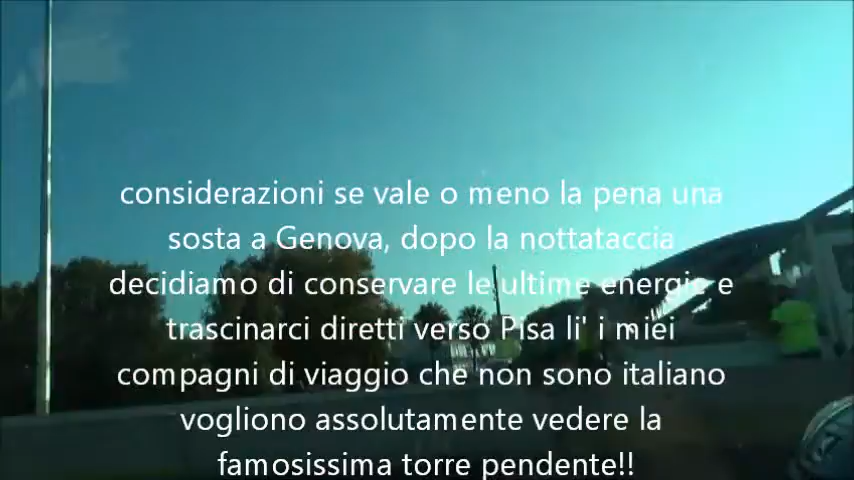 considerazioni se vale o meno la pena una
sosta a Genova, dopo la nottataccia
decidiamo di conservare le ultime energie e
trascinarci diretti verso Pisa li' i miei
compagni di viaggio che non sono italiano
vogliono assolutamente vedere la
famosissima torre pendente!!